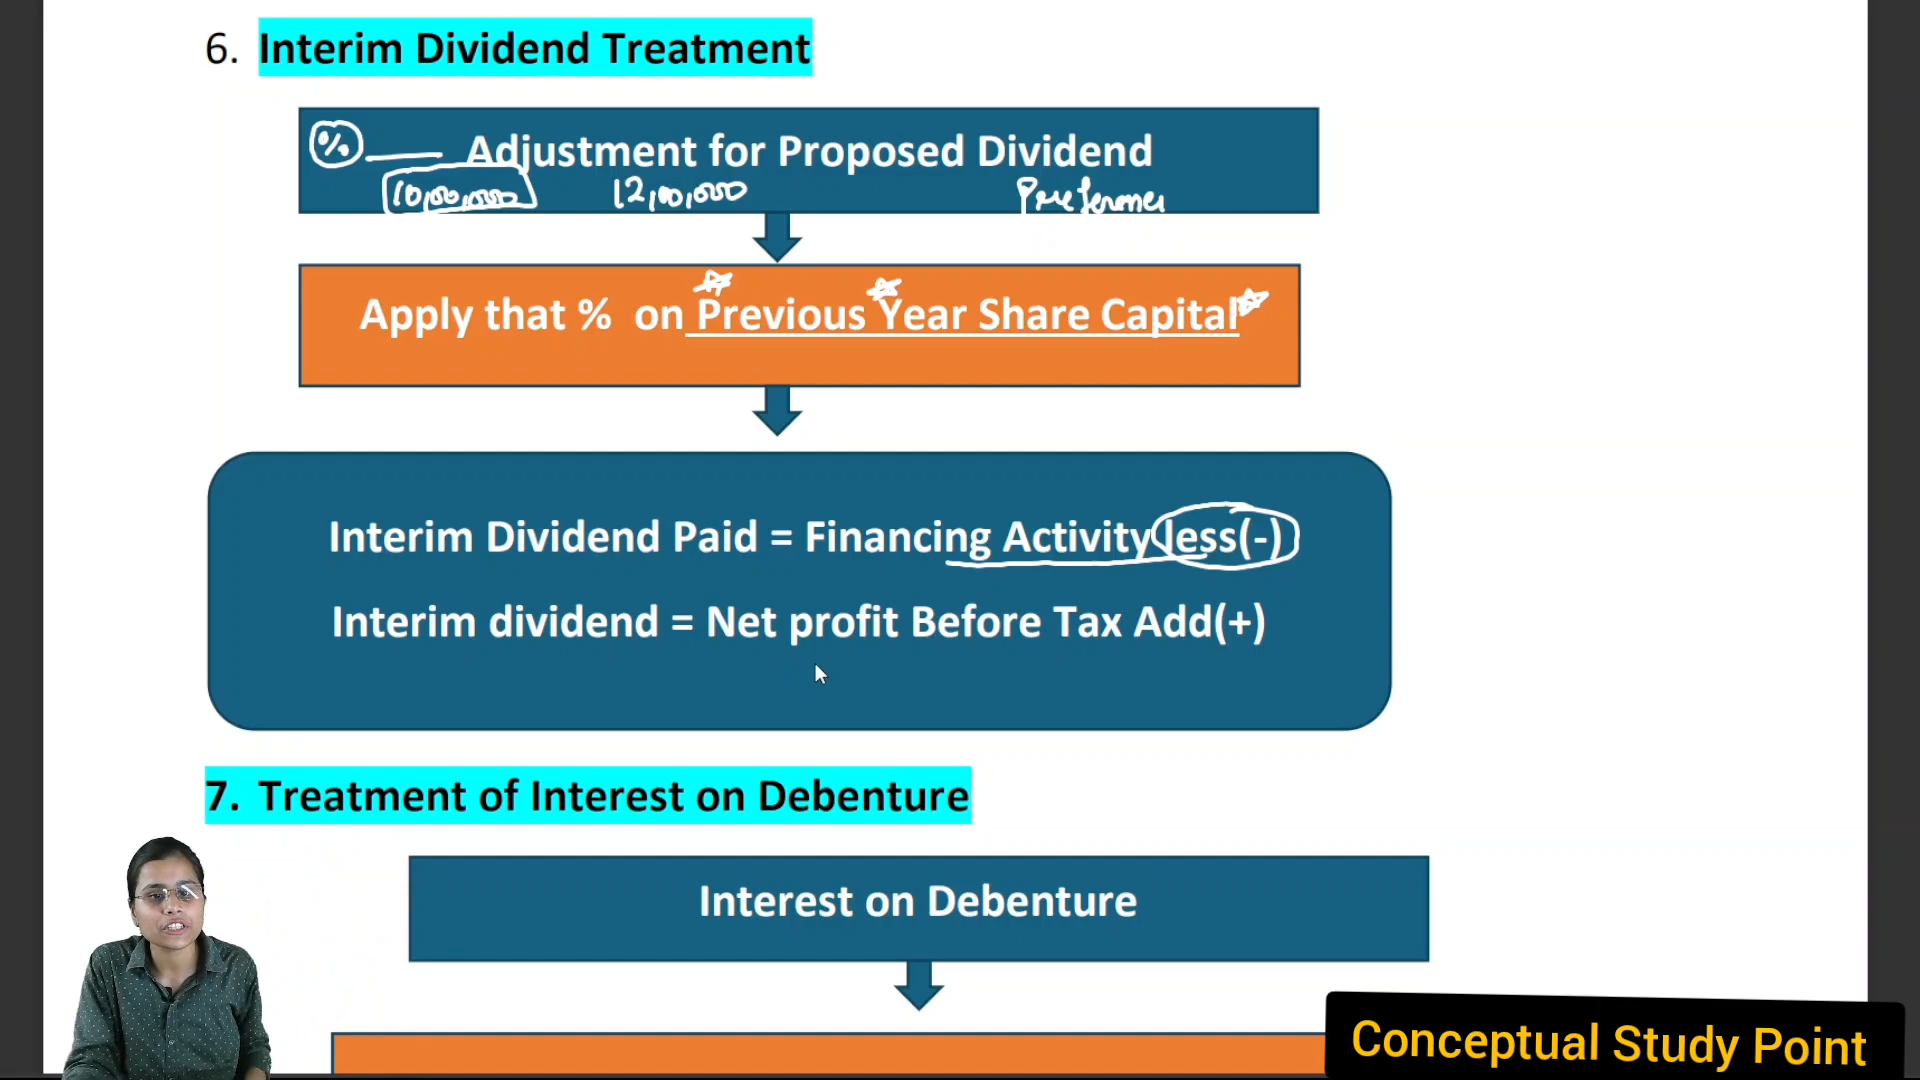 6. Interim Dividend Treatment
% Adjustment for Proposed Dividend
10,00,000 12,00,000 Preference
Apply that % on Previous Year Share Capital
Interim Dividend Paid = Financing Activity less(-)
Interim dividend = Net profit Before Tax Add(+)
7. Treatment of Interest on Debenture
Interest on Debenture
Conceptual Study Point